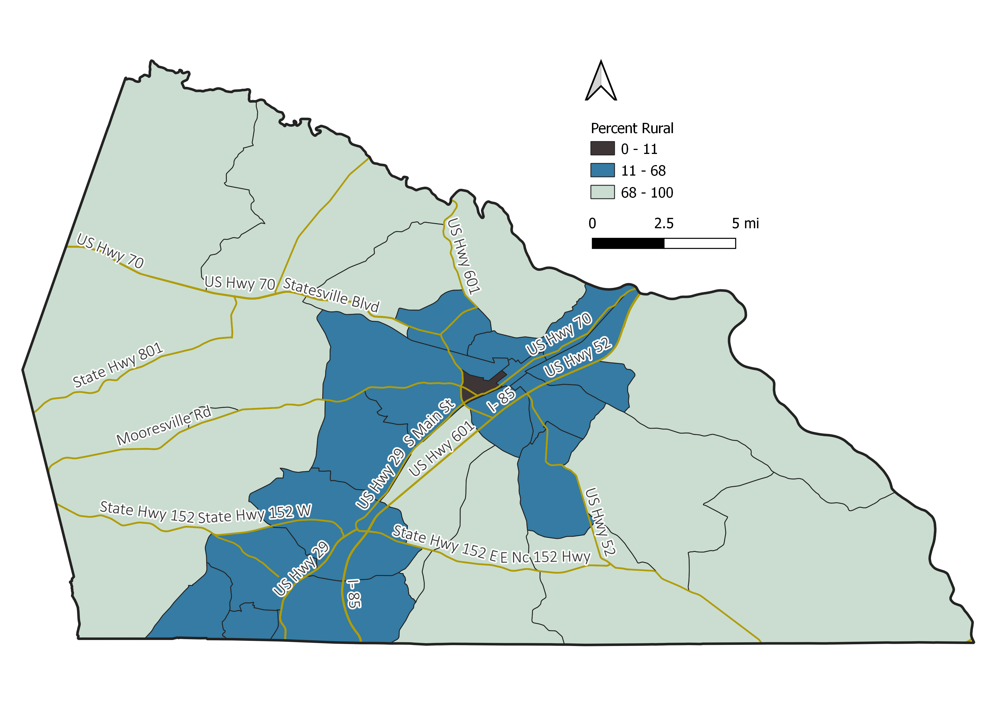 Percent Rural
0 - 11
11 - 68
68 - 100
0 2.5 5 mi
US Hwy 70
US Hwy 70
Statesville Blvd
US Hwy 601
US Hwy 70
US Hwy 52
State Hwy 801
Mooresville Rd
I- 85
S Main St
US Hwy 601
US Hwy 29
State Hwy 152
State Hwy 152 W
US Hwy 52
State Hwy 152 E
E Nc 152 Hwy
US Hwy 29
I- 85